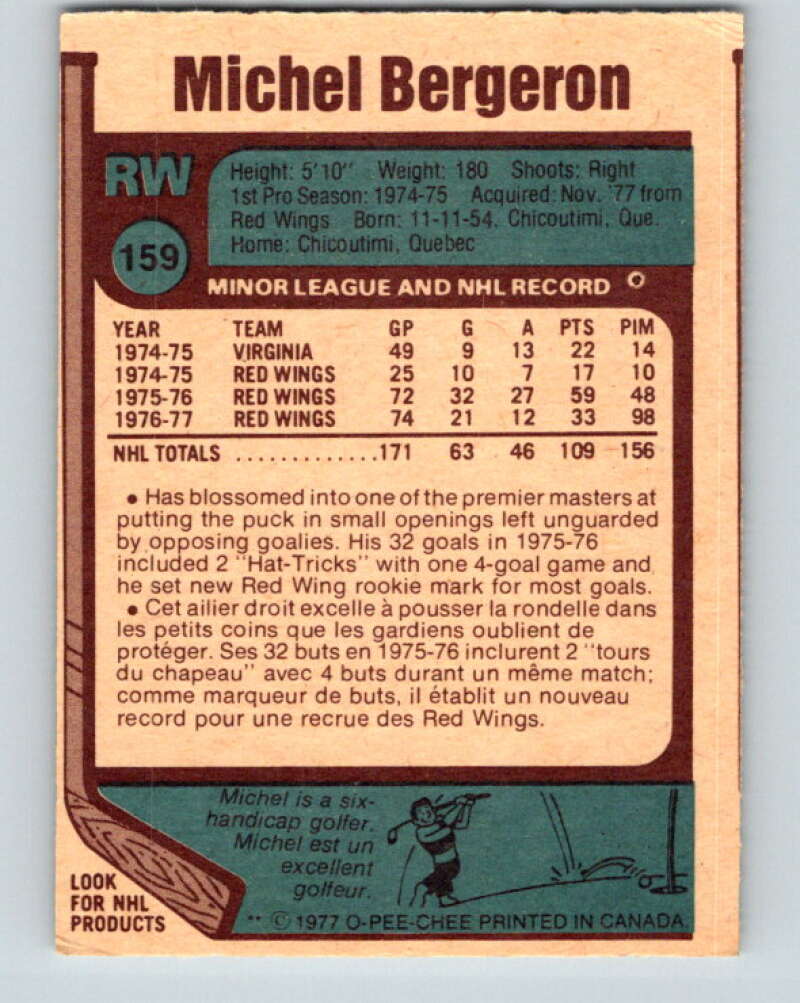 Michel Bergeron
RW
159
Height: 5'10" Weight: 180 Shoots: Right
1st Pro Season: 1974-75 Acquired: Nov. '77 from
Red Wings Born: 11-11-54, Chicoutimi, Que.
Home: Chicoutimi, Quebec
MINOR LEAGUE AND NHL RECORD
YEAR TEAM GP G A PTS PIM
1974-75 VIRGINIA 49 9 13 22 14
1974-75 RED WINGS 25 10 7 17 10
1975-76 RED WINGS 72 32 27 59 48
1976-77 RED WINGS 74 21 12 33 98
NHL TOTALS .............171 63 46 109 156
• Has blossomed into one of the premier masters at
putting the puck in small openings left unguarded
by opposing goalies. His 32 goals in 1975-76
included 2 "Hat-Tricks" with one 4-goal game and
he set new Red Wing rookie mark for most goals.
• Cet ailier droit excelle à pousser la rondelle dans
les petits coins que les gardiens oublient de
protéger. Ses 32 buts en 1975-76 inclurent 2 "tours
du chapeau" avec 4 buts durant un même match;
comme marqueur de buts, il établit un nouveau
record pour une recrue des Red Wings.
Michel is a six-
handicap golfer.
Michel est un
excellent
golfeur.
LOOK
FOR NHL
PRODUCTS
** © 1977 O-PEE-CHEE PRINTED IN CANADA